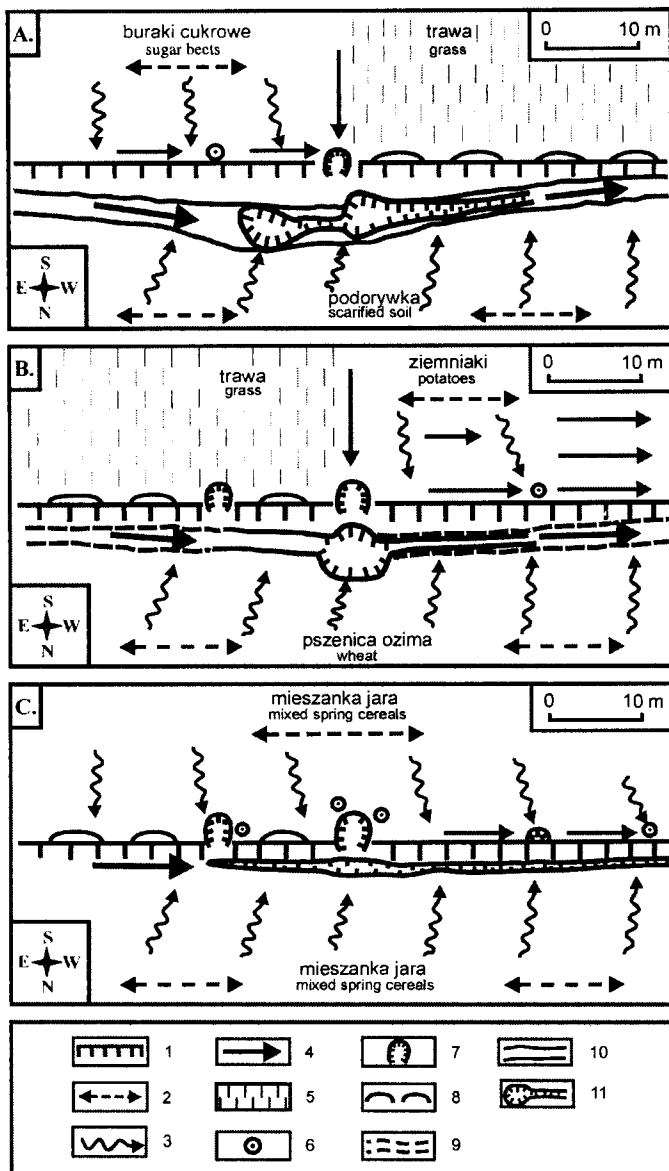 A.
buraki cukrowe
sugar beets
trawa
grass
0 10 m
podorywka
scarified soil
S
E W
N
B.
trawa
grass
ziemniaki
potatoes
0 10 m
pszenica ozima
wheat
S
E W
N
C.
mieszanka jara
mixed spring cereals
0 10 m
mieszanka jara
mixed spring cereals
S
E W
N
1 4 7 10
2 5 8 11
3 6 9